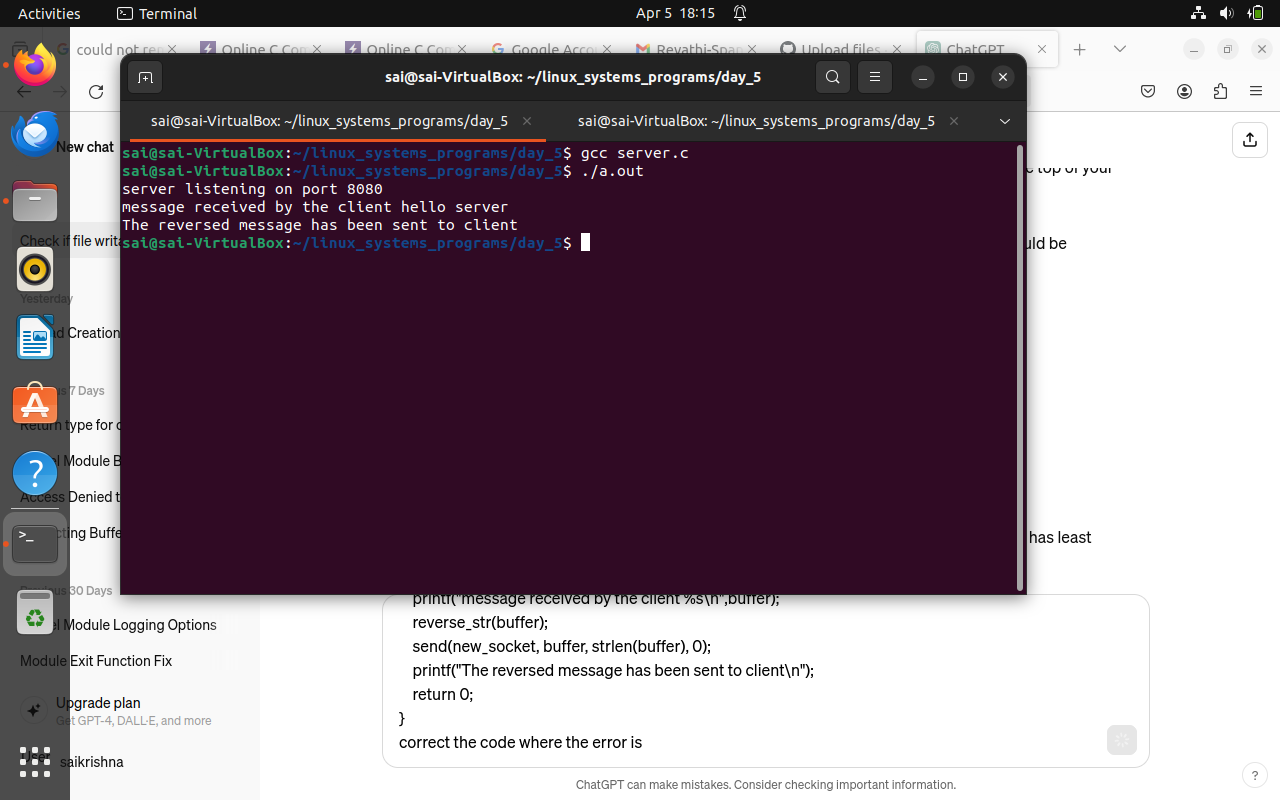 Activities
Terminal
Apr 5 18:15
could not re
Online C Com
Online C Com
Google Acco
Revathi-Snap
Upload files
ChatGPT
sai@sai-VirtualBox: ~/linux_systems_programs/day_5
sai@sai-VirtualBox: ~/linux_systems_programs/day_5
sai@sai-VirtualBox: ~/linux_systems_programs/day_5
sai@sai-VirtualBox:~/linux_systems_programs/day_5$ gcc server.c
sai@sai-VirtualBox:~/linux_systems_programs/day_5$ ./a.out
server listening on port 8080
message received by the client hello server
The reversed message has been sent to client
sai@sai-VirtualBox:~/linux_systems_programs/day_5$
New chat
Check if file writa
Yesterday
d Creation
7 Days
Return type for
Module B
Access Denied t
cting Buffe
30 Days
Module Logging Options
Module Exit Function Fix
Upgrade plan
Get GPT-4, DALL·E, and more
User
saikrishna
e top of your
uld be
has least
printf("message received by the client %s\n",buffer);
reverse_str(buffer);
send(new_socket, buffer, strlen(buffer), 0);
printf("The reversed message has been sent to client\n");
return 0;
}
correct the code where the error is
ChatGPT can make mistakes. Consider checking important information.
?